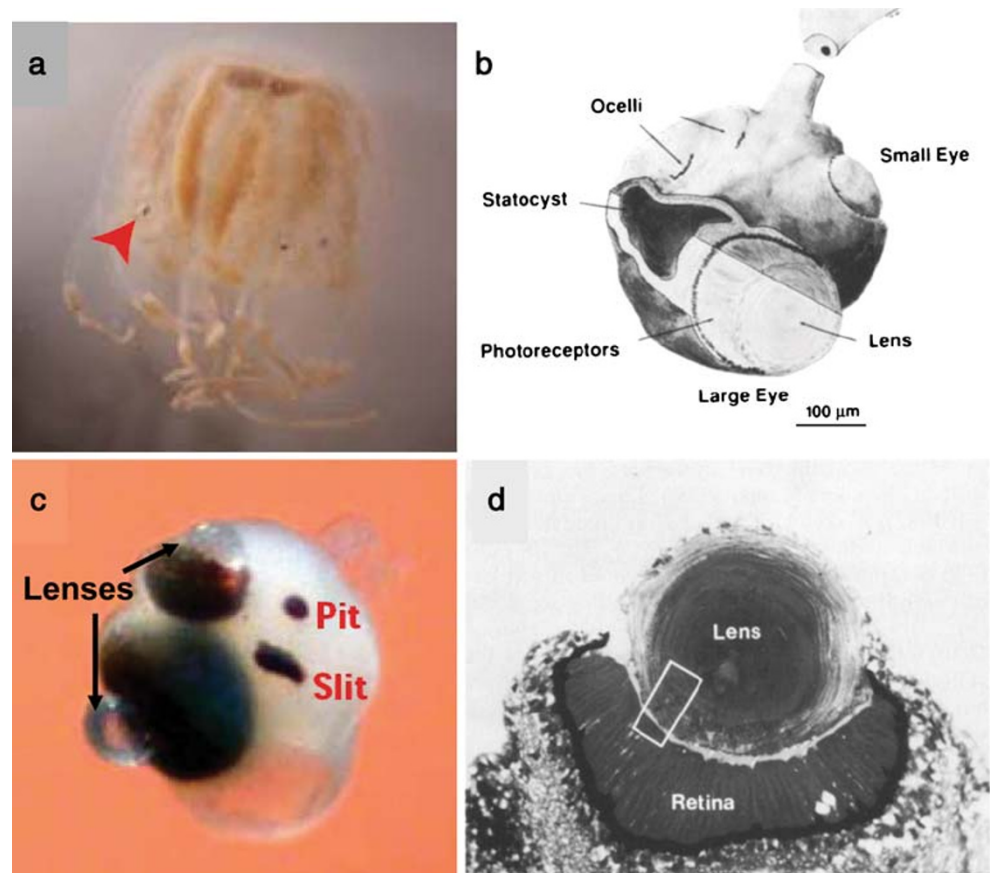 a
b
Ocelli
Small Eye
Statocyst
Photoreceptors
Lens
Large Eye
100 µm
c
Lenses
Pit
Slit
d
Lens
Retina